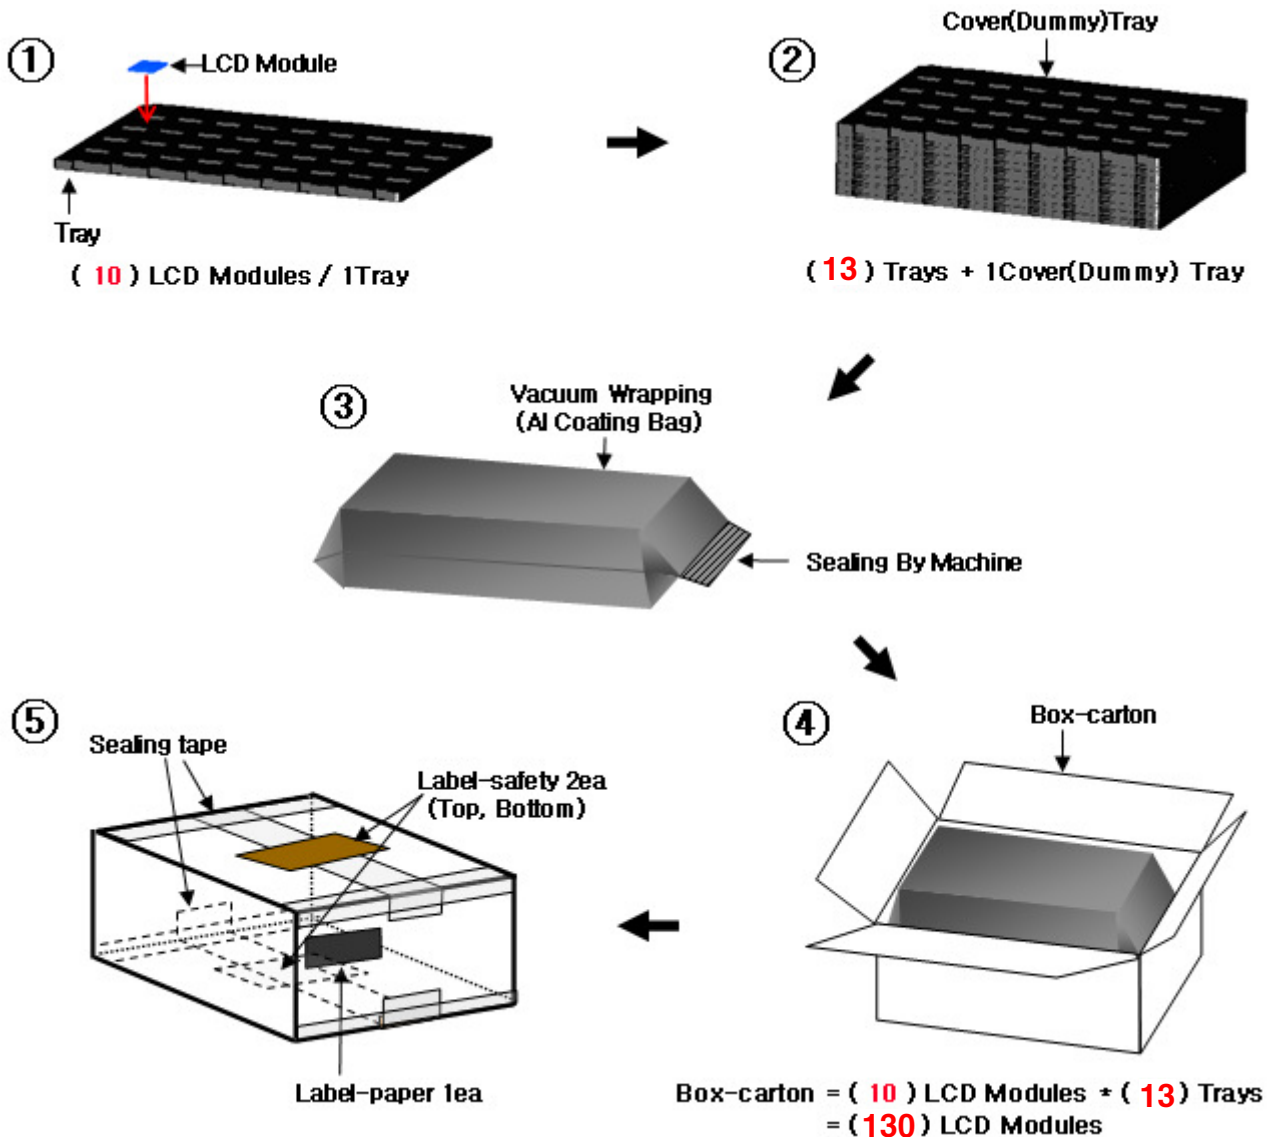 ①
LCD Module
Tray
( 10 ) LCD Modules / 1Tray
②
Cover(Dummy)Tray
( 13 ) Trays + 1Cover(Dummy) Tray
③
Vacuum Wrapping
(Al Coating Bag)
Sealing By Machine
④
Box-carton
Box-carton = ( 10 ) LCD Modules * ( 13 ) Trays
= (130) LCD Modules
⑤
Sealing tape
Label-safety 2ea
(Top, Bottom)
Label-paper 1ea